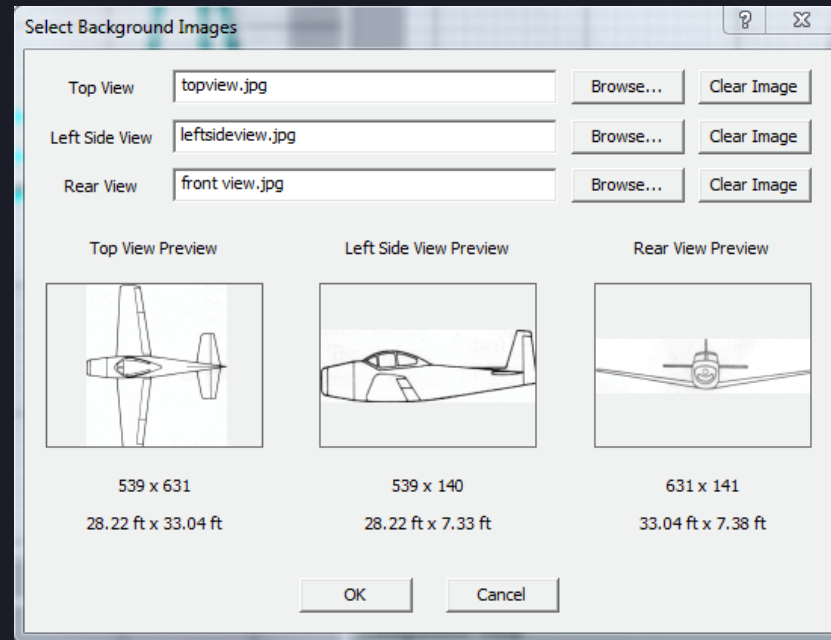 Select Background Images
Top View topview.jpg Browse... Clear Image
Left Side View leftsideview.jpg Browse... Clear Image
Rear View front view.jpg Browse... Clear Image
Top View Preview Left Side View Preview Rear View Preview
539 x 631 539 x 140 631 x 141
28.22 ft x 33.04 ft 28.22 ft x 7.33 ft 33.04 ft x 7.38 ft
OK Cancel